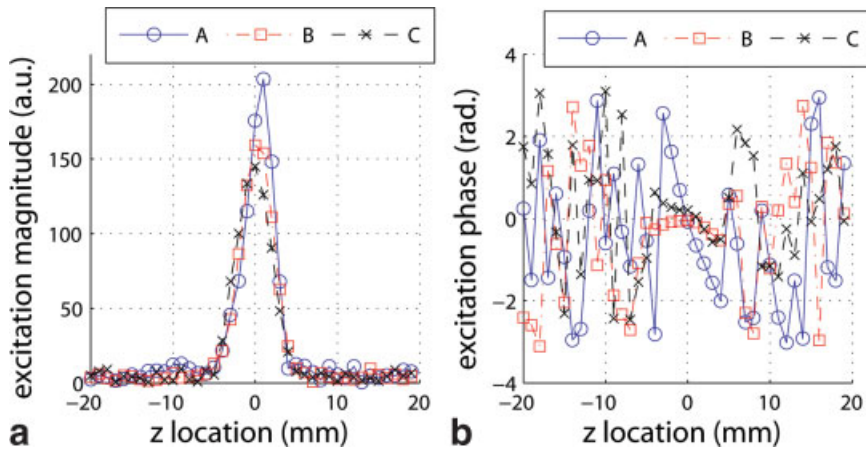 A B C
excitation magnitude (a.u.)
200
150
100
50
0
−20 −10 0 10 20
z location (mm)
a
A B C
excitation phase (rad.)
4
2
0
−2
−4
−20 −10 0 10 20
z location (mm)
b